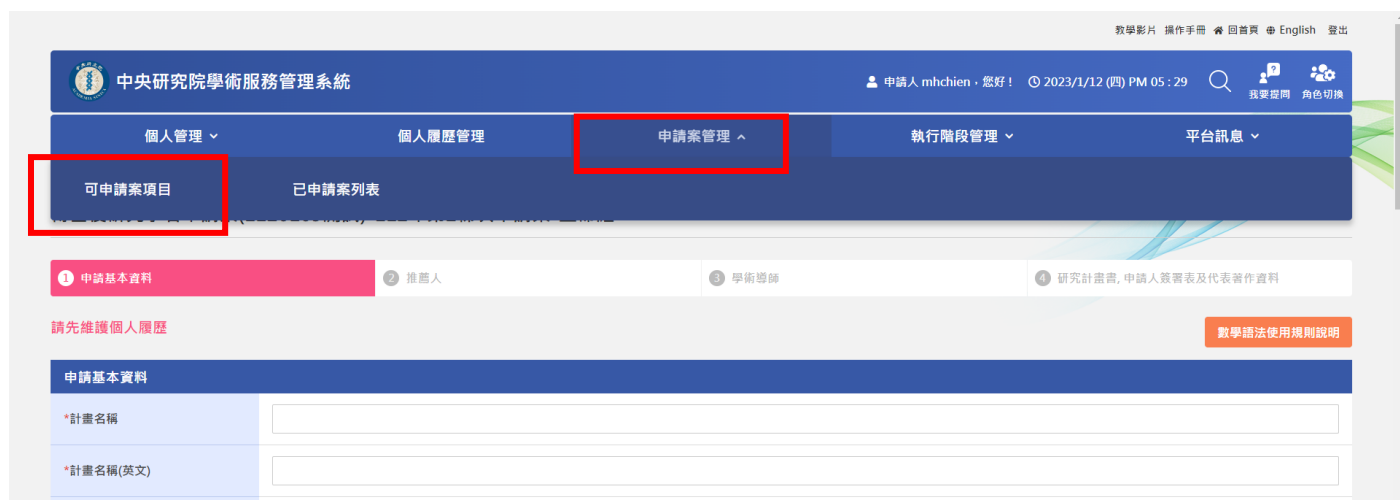 教學影片 操作手冊 回首頁 English 登出
中央研究院學術服務管理系統
申請人 mhchien,您好! 2023/1/12 (四) PM 05 : 29
我要提問 角色切換
個人管理 個人履歷管理 申請案管理 執行階段管理 平台訊息
可申請案項目 已申請案列表
1 申請基本資料 2 推薦人 3 學術導師 4 研究計畫書, 申請人簽署表及代表著作資料
請先維護個人履歷
數學語法使用規則說明
申請基本資料
*計畫名稱
*計畫名稱(英文)